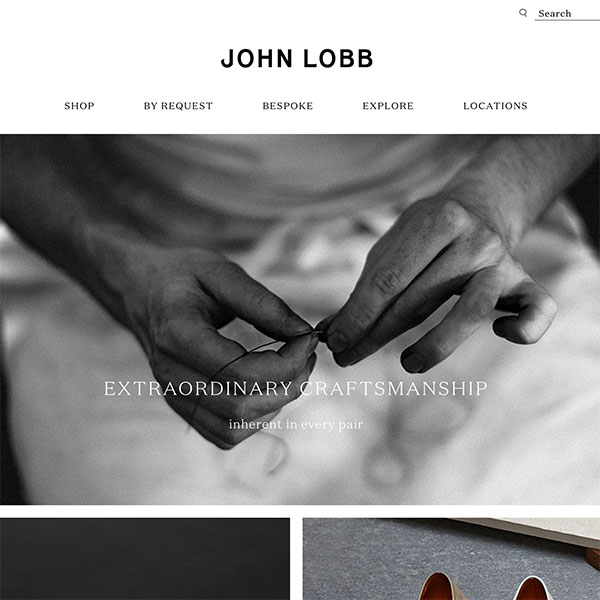 Search
JOHN LOBB
SHOP BY REQUEST BESPOKE EXPLORE LOCATIONS
EXTRAORDINARY CRAFTSMANSHIP
inherent in every pair